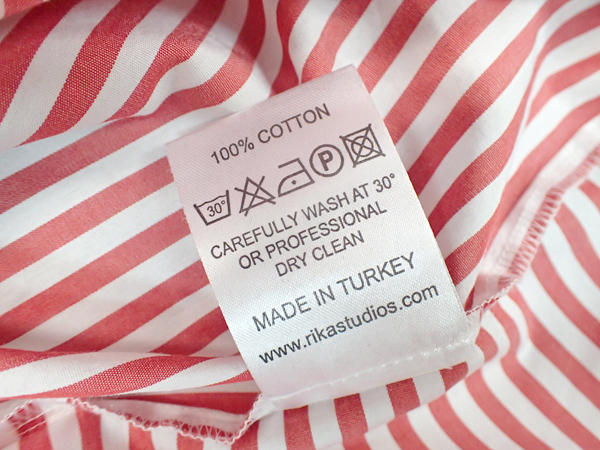 100% COTTON
30° P
CAREFULLY WASH AT 30°
OR PROFESSIONAL
DRY CLEAN
MADE IN TURKEY
www.rikastudios.com